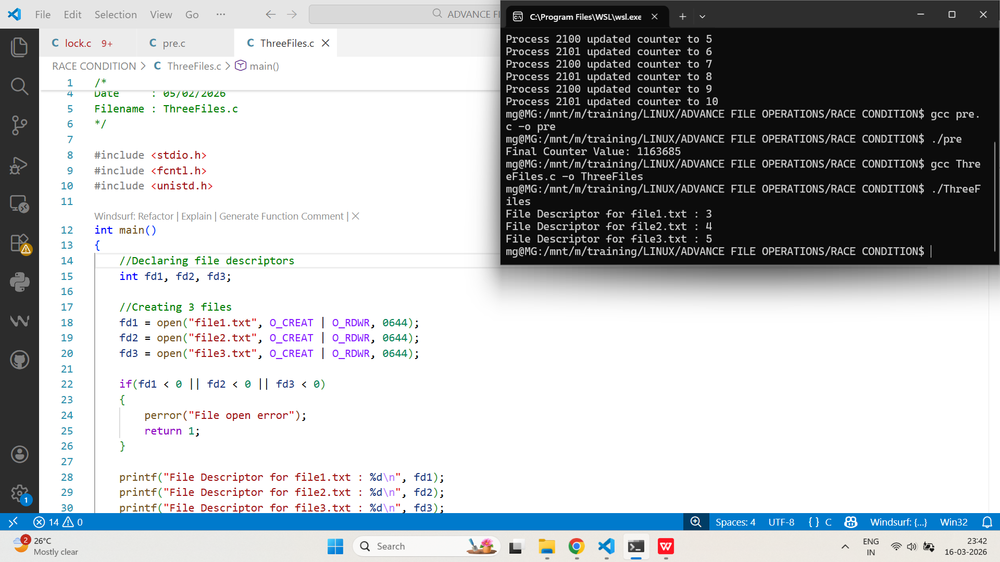 File Edit Selection View Go ···
ADVANCE FI
lock.c 9+
pre.c
ThreeFiles.c
RACE CONDITION > C ThreeFiles.c > main()
1 /*
4 Date : 05/02/2026
5 Filename : ThreeFiles.c
6 */
7
8 #include <stdio.h>
9 #include <fcntl.h>
10 #include <unistd.h>
11
Windsurf: Refactor | Explain | Generate Function Comment | X
12 int main()
13 {
14 //Declaring file descriptors
15 int fd1, fd2, fd3;
16
17 //Creating 3 files
18 fd1 = open("file1.txt", O_CREAT | O_RDWR, 0644);
19 fd2 = open("file2.txt", O_CREAT | O_RDWR, 0644);
20 fd3 = open("file3.txt", O_CREAT | O_RDWR, 0644);
21
22 if(fd1 < 0 || fd2 < 0 || fd3 < 0)
23 {
24 perror("File open error");
25 return 1;
26 }
27
28 printf("File Descriptor for file1.txt : %d\n", fd1);
29 printf("File Descriptor for file2.txt : %d\n", fd2);
30 printf("File Descriptor for file3.txt : %d\n", fd3);
C:\Program Files\WSL\wsl.exe
Process 2100 updated counter to 5
Process 2101 updated counter to 6
Process 2100 updated counter to 7
Process 2101 updated counter to 8
Process 2100 updated counter to 9
Process 2101 updated counter to 10
mg@MG:/mnt/m/training/LINUX/ADVANCE FILE OPERATIONS/RACE CONDITION$ gcc pre.
c -o pre
mg@MG:/mnt/m/training/LINUX/ADVANCE FILE OPERATIONS/RACE CONDITION$ ./pre
Final Counter Value: 1163685
mg@MG:/mnt/m/training/LINUX/ADVANCE FILE OPERATIONS/RACE CONDITION$ gcc Thre
eFiles.c -o ThreeFiles
mg@MG:/mnt/m/training/LINUX/ADVANCE FILE OPERATIONS/RACE CONDITION$ ./ThreeF
iles
File Descriptor for file1.txt : 3
File Descriptor for file2.txt : 4
File Descriptor for file3.txt : 5
mg@MG:/mnt/m/training/LINUX/ADVANCE FILE OPERATIONS/RACE CONDITION$
1
14 0
Spaces: 4 UTF-8 { } C Windsurf: {...} Win32
2
26°C
Mostly clear
Search
ENG
IN
23:42
16-03-2026